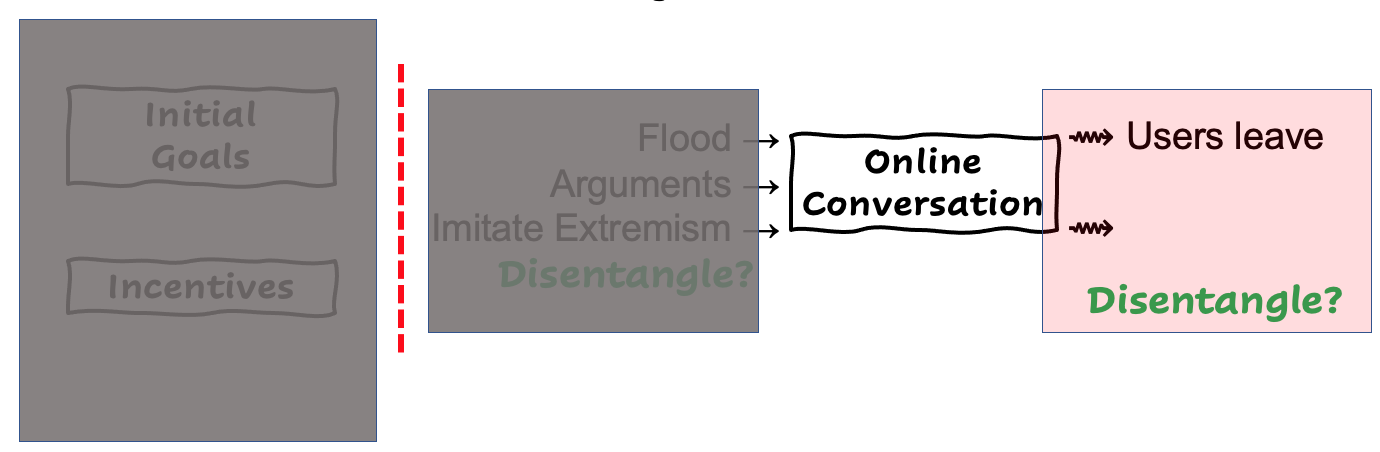 Initial
Goals
Incentives
Flood
Arguments
Imitate Extremism
Disentangle?
Online
Conversation
Users leave
Disentangle?